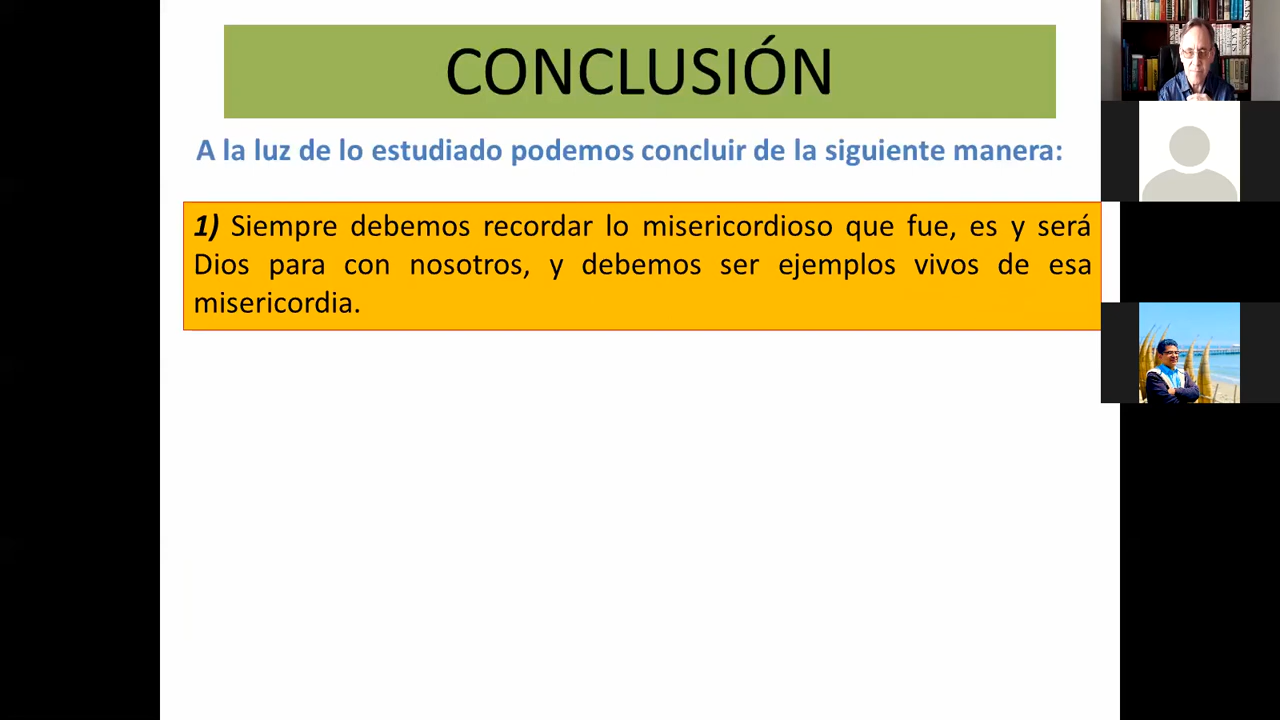 CONCLUSIÓN
A la luz de lo estudiado podemos concluir de la siguiente manera:
1) Siempre debemos recordar lo misericordioso que fue, es y será
Dios para con nosotros, y debemos ser ejemplos vivos de esa
misericordia.